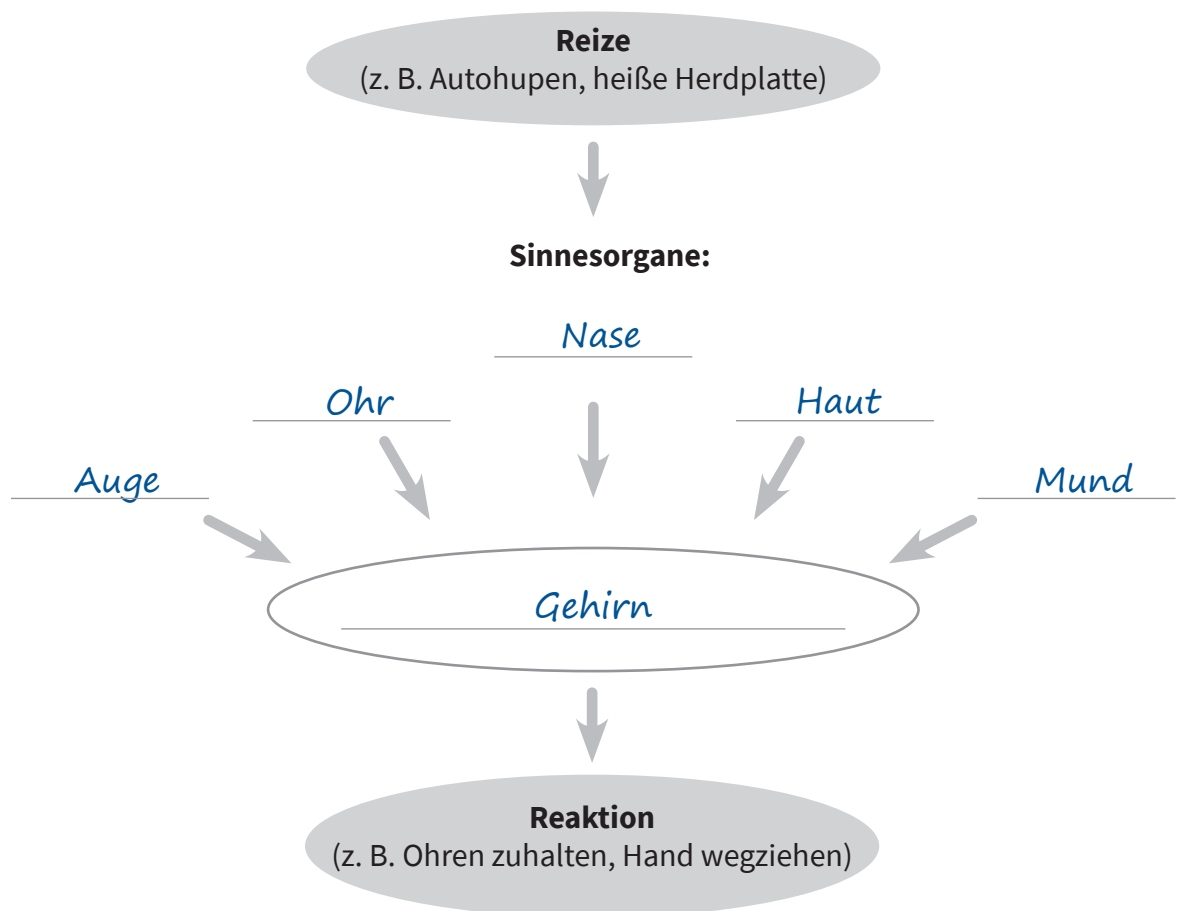 Reize
(z. B. Autohupen, heiße Herdplatte)
Sinnesorgane:
Nase
Ohr
Haut
Auge
Mund
Gehirn
Reaktion
(z. B. Ohren zuhalten, Hand wegziehen)